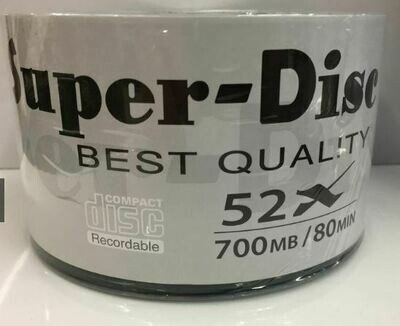 Super-Disc
BEST QUALITY
COMPACT
disc
Recordable
52X
700MB/80MIN